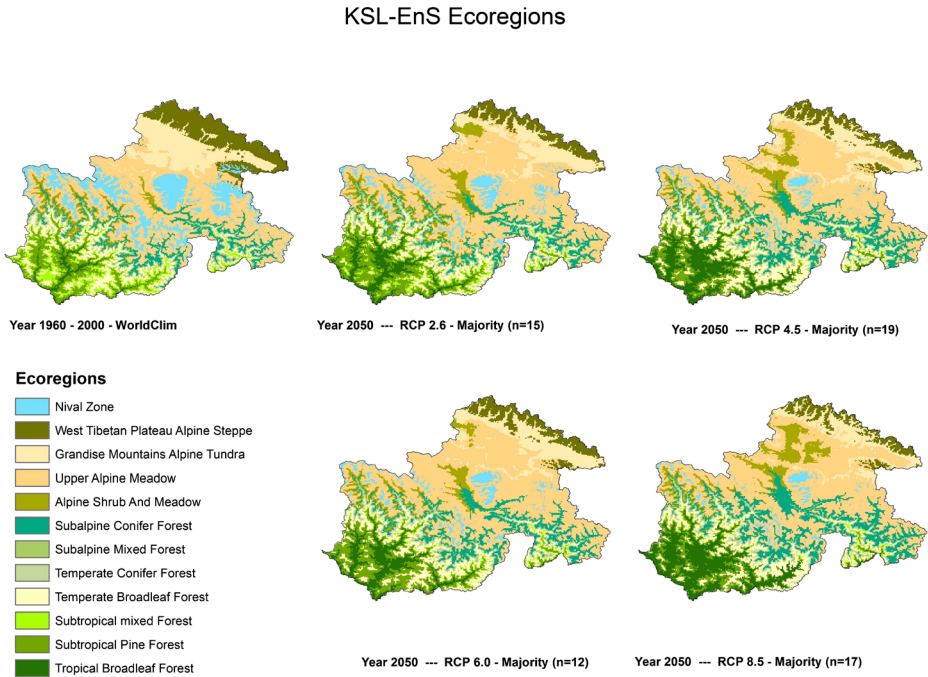 KSL-EnS Ecoregions
Year 1960 - 2000 - WorldClim
Year 2050 --- RCP 2.6 - Majority (n=15)
Year 2050 --- RCP 4.5 - Majority (n=19)
Ecoregions
Nival Zone
West Tibetan Plateau Alpine Steppe
Grandise Mountains Alpine Tundra
Upper Alpine Meadow
Alpine Shrub And Meadow
Subalpine Conifer Forest
Subalpine Mixed Forest
Temperate Conifer Forest
Temperate Broadleaf Forest
Subtropical mixed Forest
Subtropical Pine Forest
Tropical Broadleaf Forest
Year 2050 --- RCP 6.0 - Majority (n=12)
Year 2050 --- RCP 8.5 - Majority (n=17)